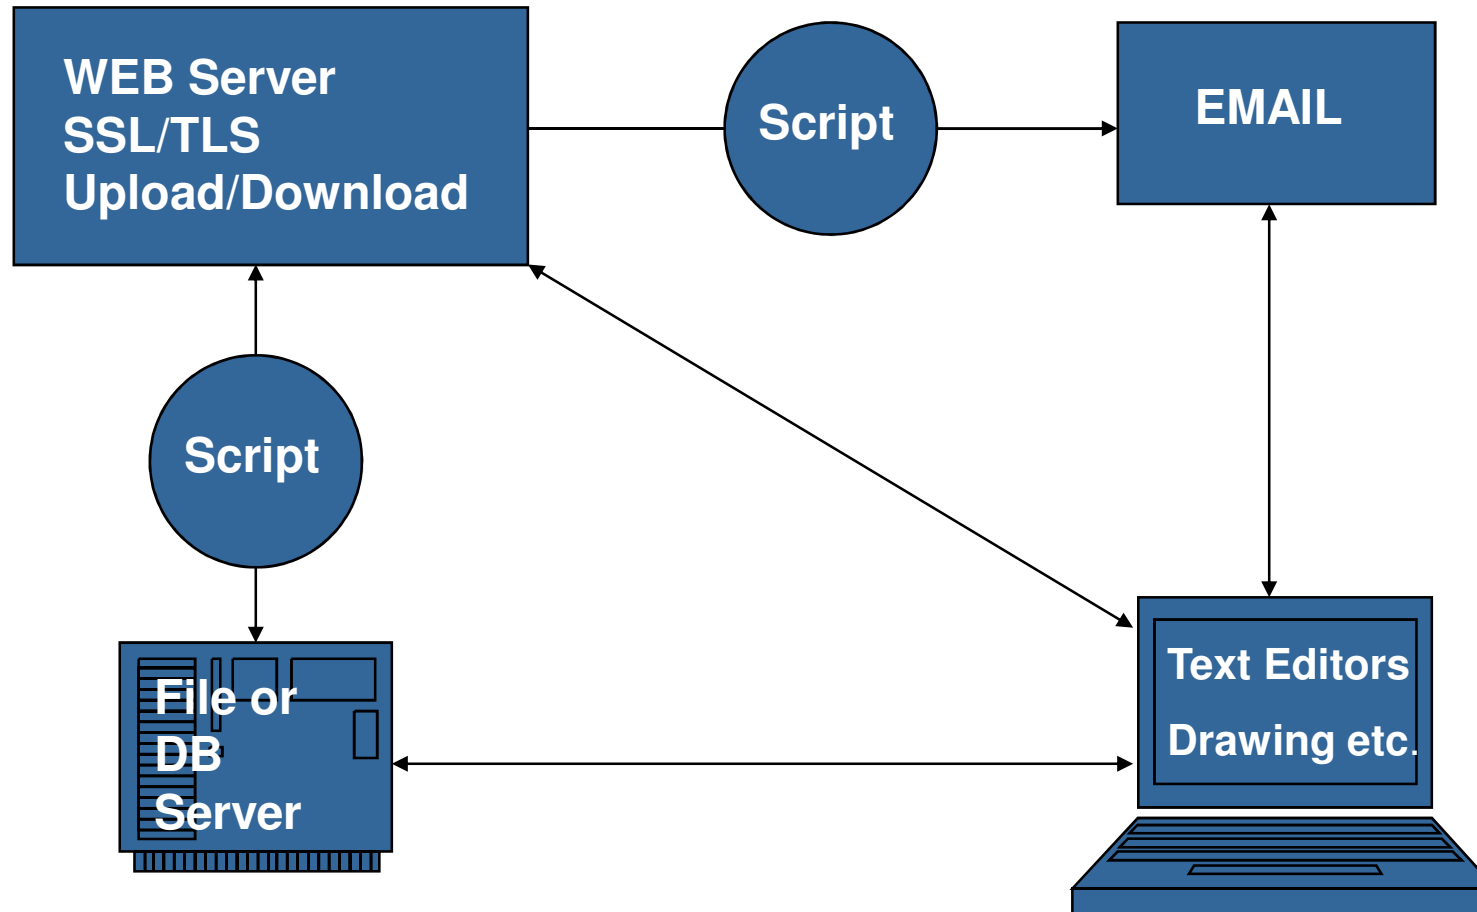 WEB Server
SSL/TLS
Upload/Download
Script
EMAIL
Script
File or
DB
Server
Text Editors
Drawing etc.